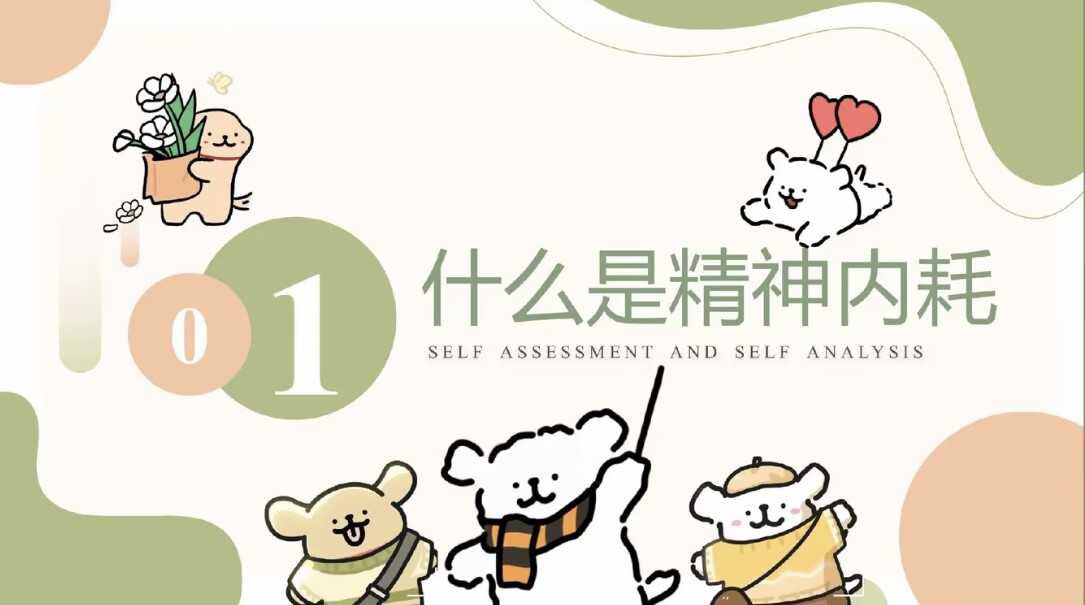 01
什么是精神内耗
SELF ASSESSMENT AND SELF ANALYSIS